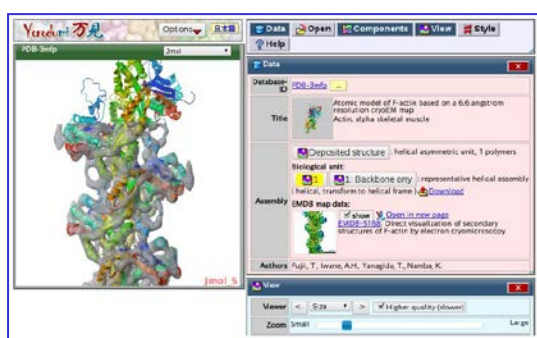 Yorodumi 万見
Options
日本語
PDB-3mfp
Jmol
Jmol_S
Data
Open
Components
View
Style
Help
Data
X
Database-ID
PDB-3mfp
Title
Atomic model of F-actin based on a 6.6 angstrom
resolution cryoEM map
Actin, alpha skeletal muscle
Assembly
Deposited structure : helical asymmetric unit, 1 polymers
Biological unit:
1 1: Backbone only : representative helical assembly
( helical, transform to helical frame ) Download
EMDB map data:
show Open in new page
EMDB-5168: Direct visualization of secondary
structures of F-actin by electron cryomicroscopy
Authors
Fujii, T., Iwane, A.H., Yanagida, T., Namba, K.
View
X
Viewer
<- Size -> Higher quality (slower)
Zoom
Small
Large